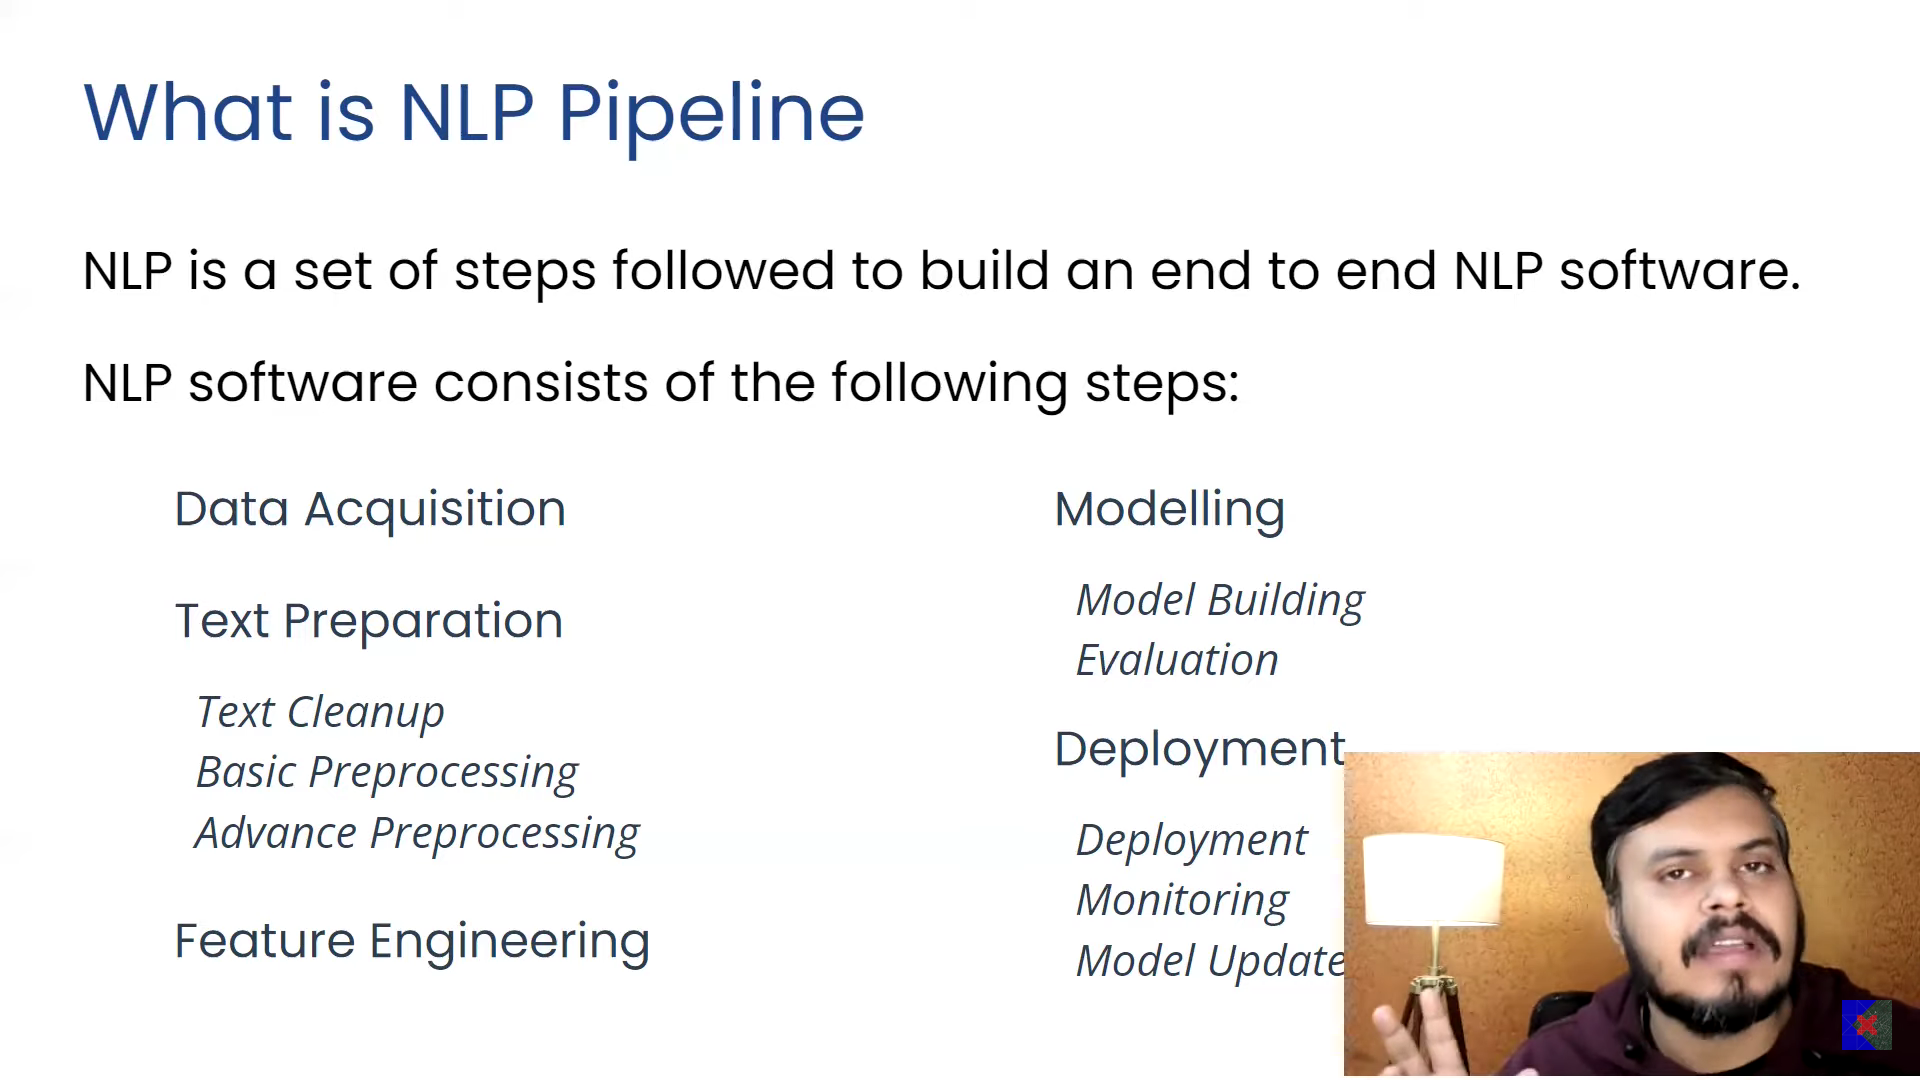 What is NLP Pipeline
NLP is a set of steps followed to build an end to end NLP software.
NLP software consists of the following steps:
Data Acquisition
Text Preparation
Text Cleanup
Basic Preprocessing
Advance Preprocessing
Feature Engineering
Modelling
Model Building
Evaluation
Deployment
Deployment
Monitoring
Model Update